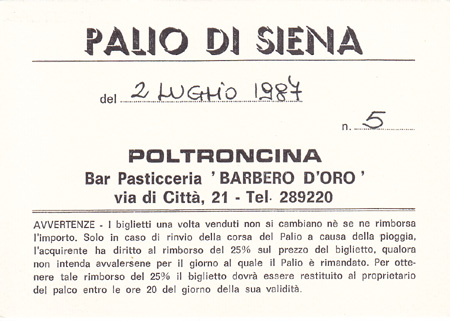 PALIO DI SIENA
del 2 LUGLIO 1987
n. 5
POLTRONCINA
Bar Pasticceria 'BARBERO D'ORO'
via di Città, 21 - Tel. 289220
AVVERTENZE - I biglietti una volta venduti non si cambiano nè se ne rimborsa
l'importo. Solo in caso di rinvio della corsa del Palio a causa della pioggia,
l'acquirente ha diritto al rimborso del 25% sul prezzo del biglietto, qualora
non intenda avvalersene per il giorno al quale il Palio è rimandato. Per otte-
nere tale rimborso del 25% il biglietto dovrà essere restituito al proprietario
del palco entro le ore 20 del giorno della sua validità.